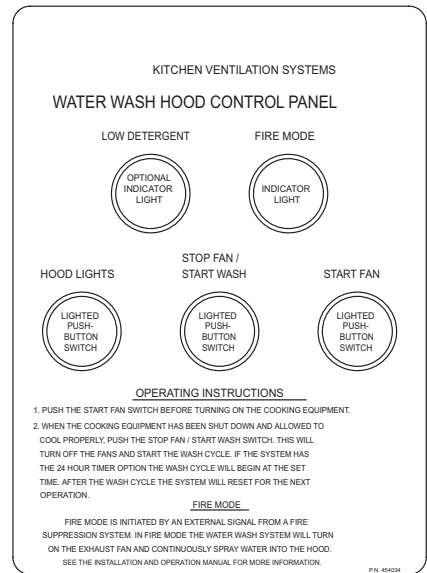 KITCHEN VENTILATION SYSTEMS
WATER WASH HOOD CONTROL PANEL
LOW DETERGENT
FIRE MODE
OPTIONAL
INDICATOR
LIGHT
INDICATOR
LIGHT
HOOD LIGHTS
STOP FAN /
START WASH
START FAN
LIGHTED
PUSH-
BUTTON
SWITCH
LIGHTED
PUSH-
BUTTON
SWITCH
LIGHTED
PUSH-
BUTTON
SWITCH
OPERATING INSTRUCTIONS
1. PUSH THE START FAN SWITCH BEFORE TURNING ON THE COOKING EQUIPMENT.
2. WHEN THE COOKING EQUIPMENT HAS BEEN SHUT DOWN AND ALLOWED TO
COOL PROPERLY, PUSH THE STOP FAN / START WASH SWITCH. THIS WILL
TURN OFF THE FANS AND START THE WASH CYCLE. IF THE SYSTEM HAS
THE 24 HOUR TIMER OPTION THE WASH CYCLE WILL BEGIN AT THE SET
TIME. AFTER THE WASH CYCLE THE SYSTEM WILL RESET FOR THE NEXT
OPERATION.
FIRE MODE
FIRE MODE IS INITIATED BY AN EXTERNAL SIGNAL FROM A FIRE
SUPPRESSION SYSTEM. IN FIRE MODE THE WATER WASH SYSTEM WILL TURN
ON THE EXHAUST FAN AND CONTINUOUSLY SPRAY WATER INTO THE HOOD.
SEE THE INSTALLATION AND OPERATION MANUAL FOR MORE INFORMATION.
P.N. 454034